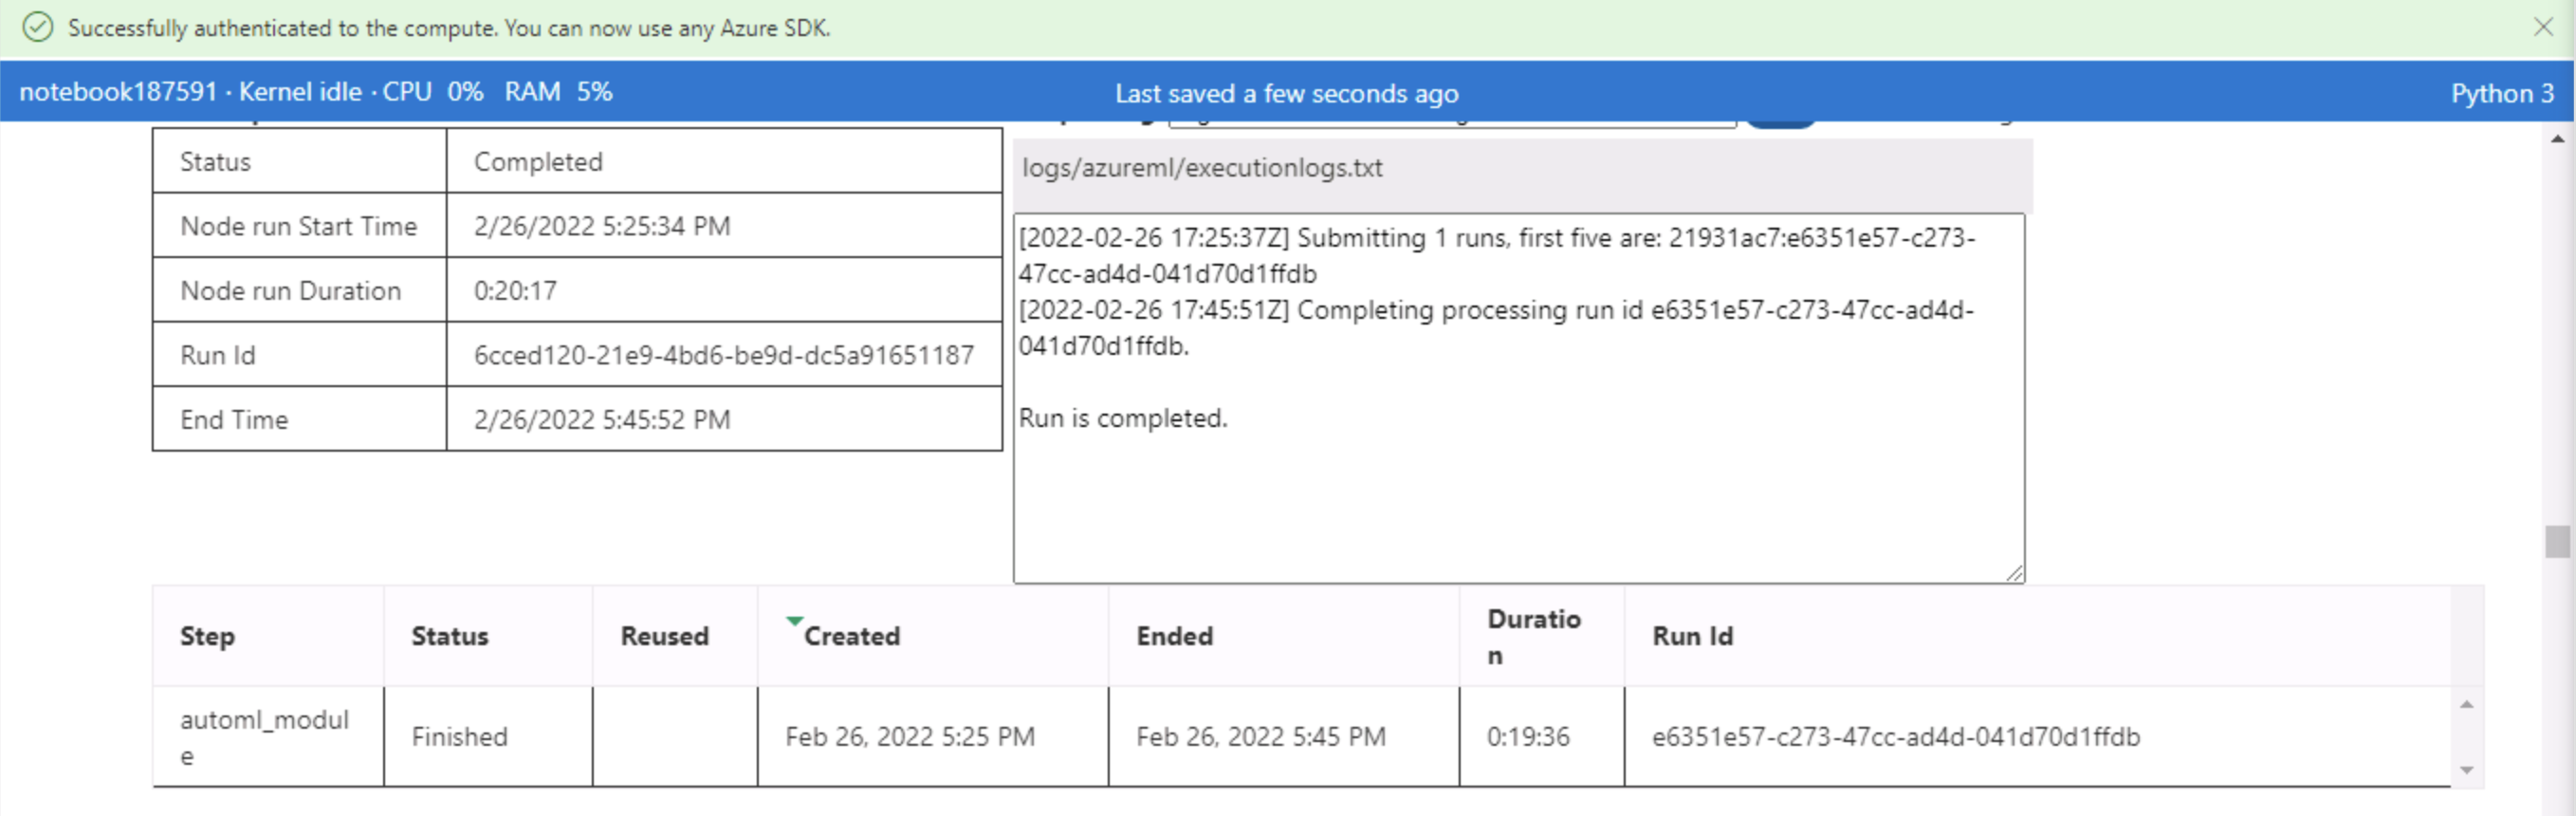 Successfully authenticated to the compute. You can now use any Azure SDK.
notebook187591 · Kernel idle · CPU 0% RAM 5%
Last saved a few seconds ago
Python 3
Status Completed
Node run Start Time 2/26/2022 5:25:34 PM
Node run Duration 0:20:17
Run Id 6cced120-21e9-4bd6-be9d-dc5a91651187
End Time 2/26/2022 5:45:52 PM
logs/azureml/executionlogs.txt
[2022-02-26 17:25:37Z] Submitting 1 runs, first five are: 21931ac7:e6351e57-c273-
47cc-ad4d-041d70d1ffdb
[2022-02-26 17:45:51Z] Completing processing run id e6351e57-c273-47cc-ad4d-
041d70d1ffdb.
Run is completed.
Step Status Reused Created Ended Duratio
n
Run Id
automl_modul
e
Finished Feb 26, 2022 5:25 PM Feb 26, 2022 5:45 PM 0:19:36 e6351e57-c273-47cc-ad4d-041d70d1ffdb